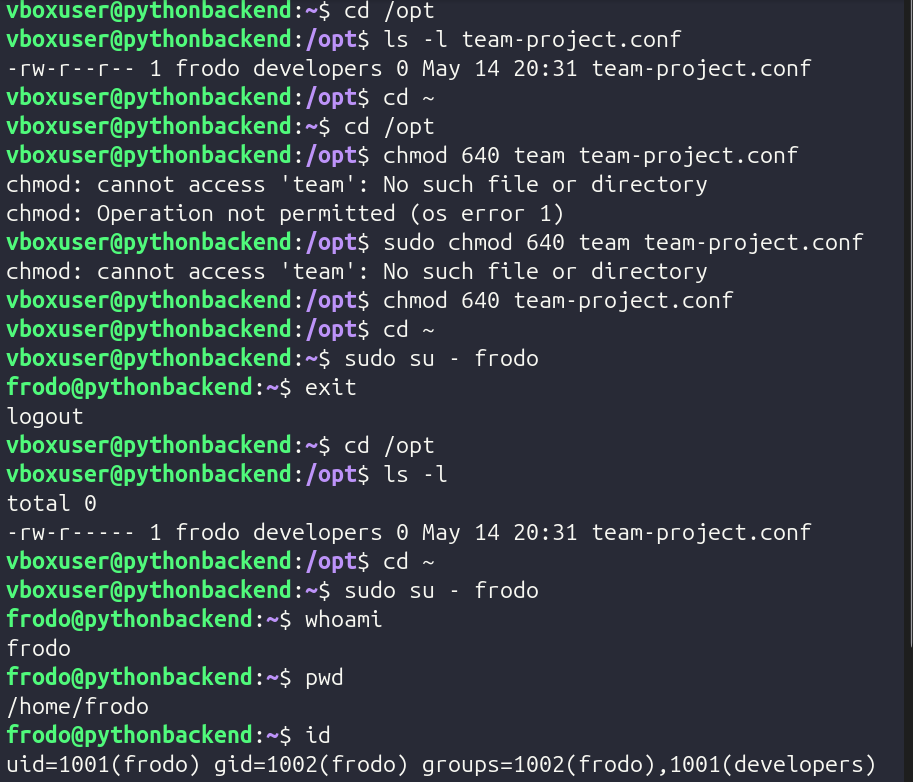 vboxuser@pythonbackend:~$ cd /opt
vboxuser@pythonbackend:/opt$ ls -l team-project.conf
-rw-r--r-- 1 frodo developers 0 May 14 20:31 team-project.conf
vboxuser@pythonbackend:/opt$ cd ~
vboxuser@pythonbackend:~$ cd /opt
vboxuser@pythonbackend:/opt$ chmod 640 team team-project.conf
chmod: cannot access 'team': No such file or directory
chmod: Operation not permitted (os error 1)
vboxuser@pythonbackend:/opt$ sudo chmod 640 team team-project.conf
chmod: cannot access 'team': No such file or directory
vboxuser@pythonbackend:/opt$ chmod 640 team-project.conf
vboxuser@pythonbackend:/opt$ cd ~
vboxuser@pythonbackend:~$ sudo su - frodo
frodo@pythonbackend:~$ exit
logout
vboxuser@pythonbackend:~$ cd /opt
vboxuser@pythonbackend:/opt$ ls -l
total 0
-rw-r----- 1 frodo developers 0 May 14 20:31 team-project.conf
vboxuser@pythonbackend:/opt$ cd ~
vboxuser@pythonbackend:~$ sudo su - frodo
frodo@pythonbackend:~$ whoami
frodo
frodo@pythonbackend:~$ pwd
/home/frodo
frodo@pythonbackend:~$ id
uid=1001(frodo) gid=1002(frodo) groups=1002(frodo),1001(developers)